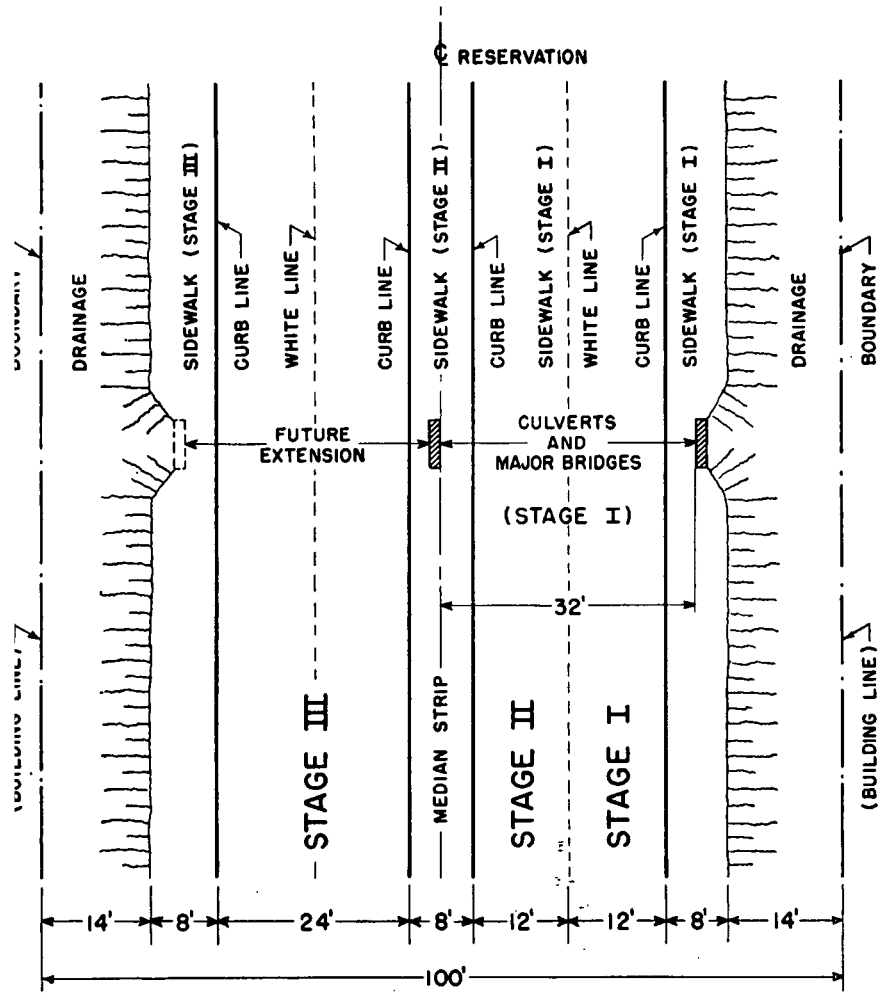 ℄ RESERVATION
BOUNDARY
DRAINAGE
SIDEWALK (STAGE III)
CURB LINE
WHITE LINE
CURB LINE
SIDEWALK (STAGE II)
CURB LINE
SIDEWALK (STAGE I)
WHITE LINE
CURB LINE
SIDEWALK (STAGE I)
DRAINAGE
BOUNDARY
FUTURE
EXTENSION
CULVERTS
AND
MAJOR BRIDGES
(STAGE I)
32'
(BUILDING LINE)
STAGE III
MEDIAN STRIP
STAGE II
STAGE I
(BUILDING LINE)
14' 8' 24' 8' 12' 12' 8' 14'
100'